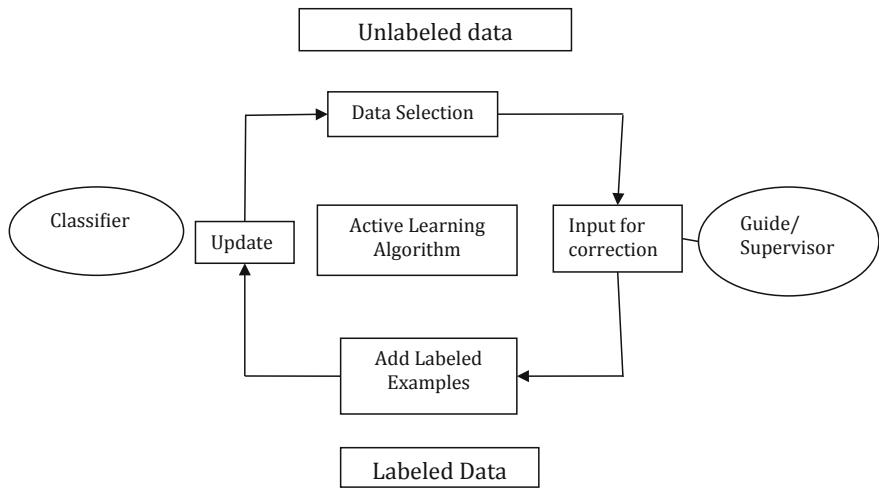 Unlabeled data
Data Selection
Classifier
Update
Active Learning
Algorithm
Input for
correction
Guide/
Supervisor
Add Labeled
Examples
Labeled Data